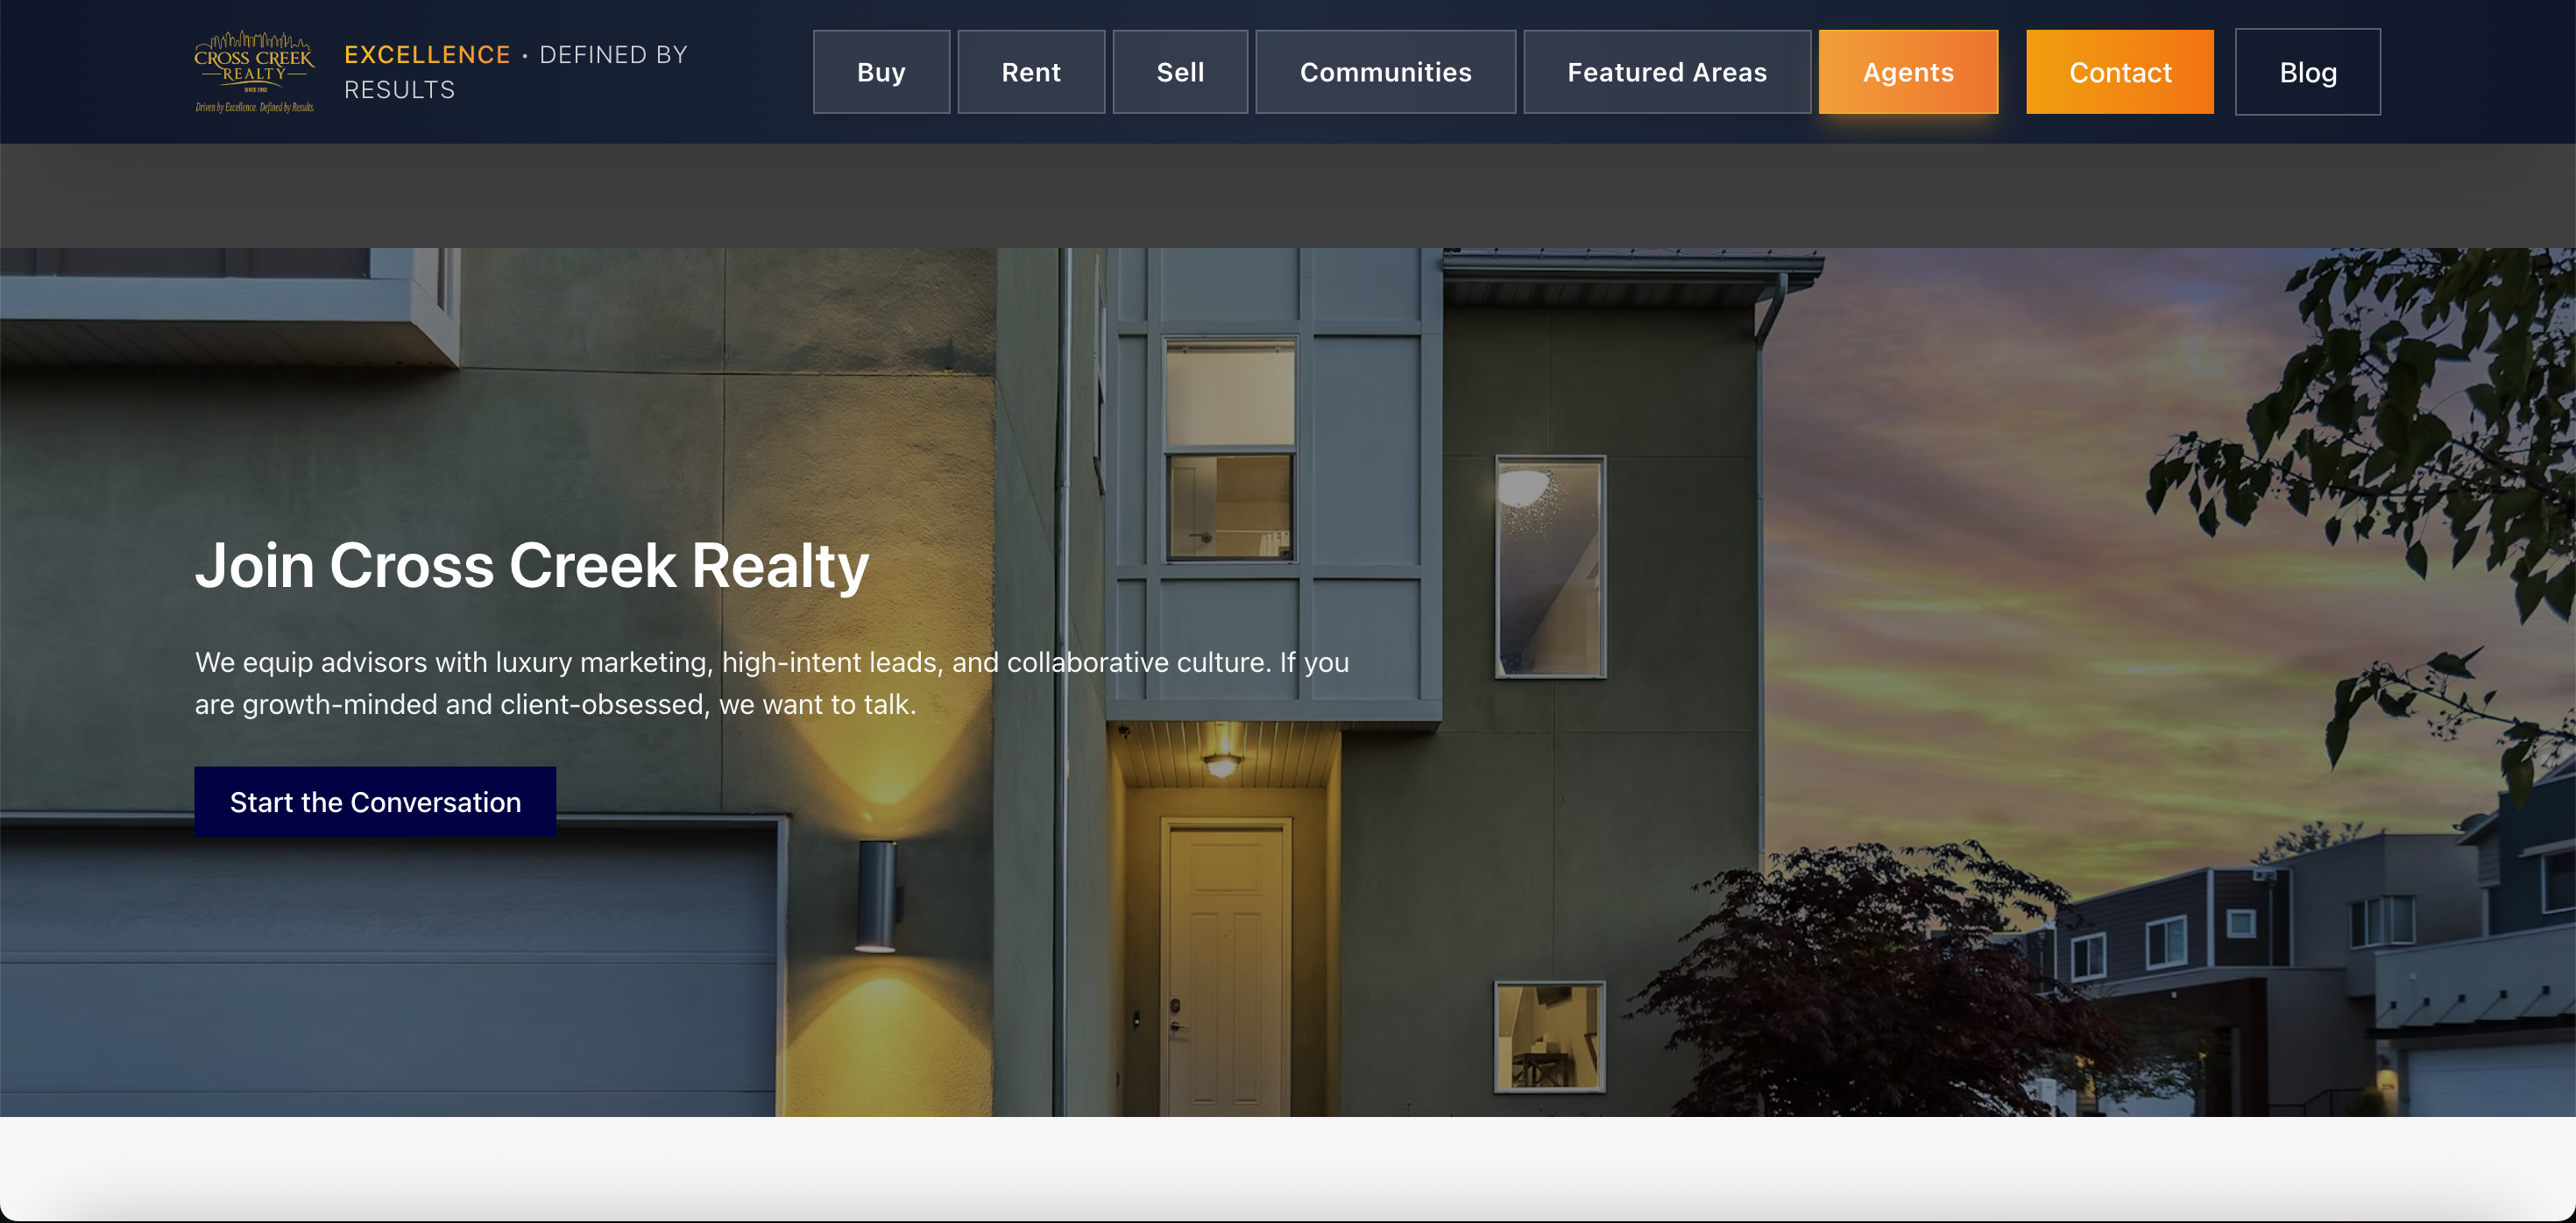 CROSS CREEK
REALTY
SINCE 1982
Driven by Excellence. Defined by Results.
EXCELLENCE • DEFINED BY
RESULTS
Buy
Rent
Sell
Communities
Featured Areas
Agents
Contact
Blog
Join Cross Creek Realty
We equip advisors with luxury marketing, high-intent leads, and collaborative culture. If you
are growth-minded and client-obsessed, we want to talk.
Start the Conversation